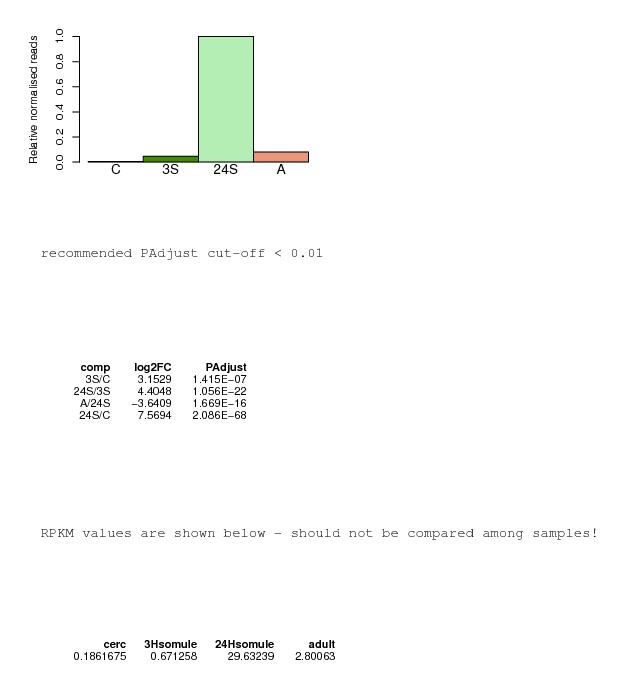 Relative normalised reads
1.0
0.8
0.6
0.4
0.2
0.0
C 3S 24S A
recommended PAdjust cut-off < 0.01
comp log2FC PAdjust
3S/C 3.1529 1.415E-07
24S/3S 4.4048 1.056E-22
A/24S -3.6409 1.669E-16
24S/C 7.5694 2.086E-68
RPKM values are shown below - should not be compared among samples!
cerc 3Hsomule 24Hsomule adult
0.1861675 0.671258 29.63239 2.80063